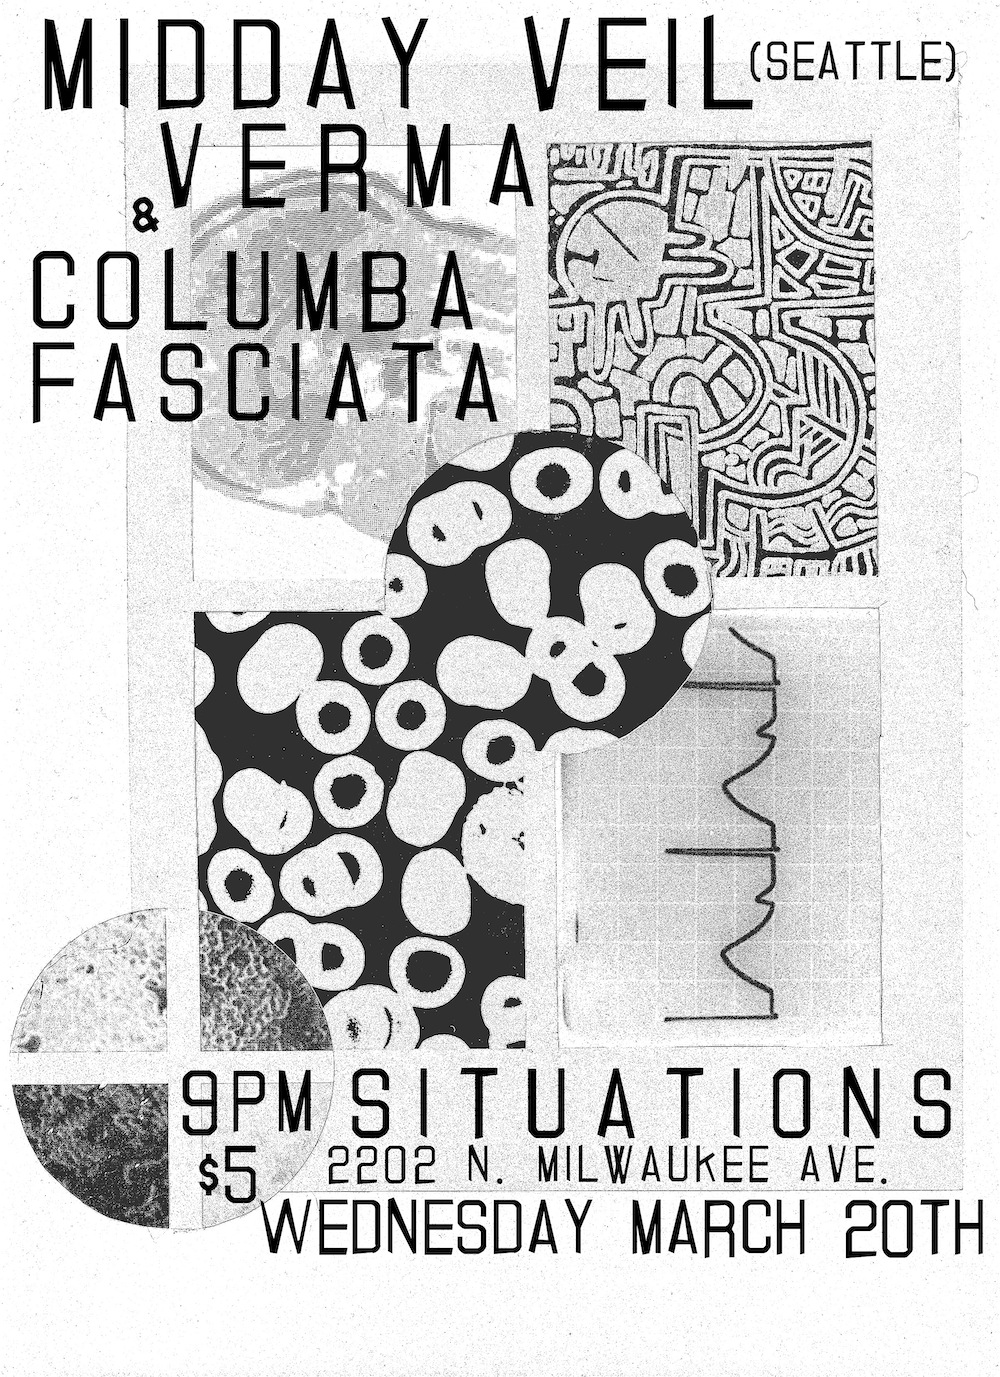 MIDDAY VEIL (SEATTLE)
VERMA
&
COLUMBA
FASCIATA
9PM SITUATIONS
$5 2202 N. MILWAUKEE AVE.
WEDNESDAY MARCH 20TH